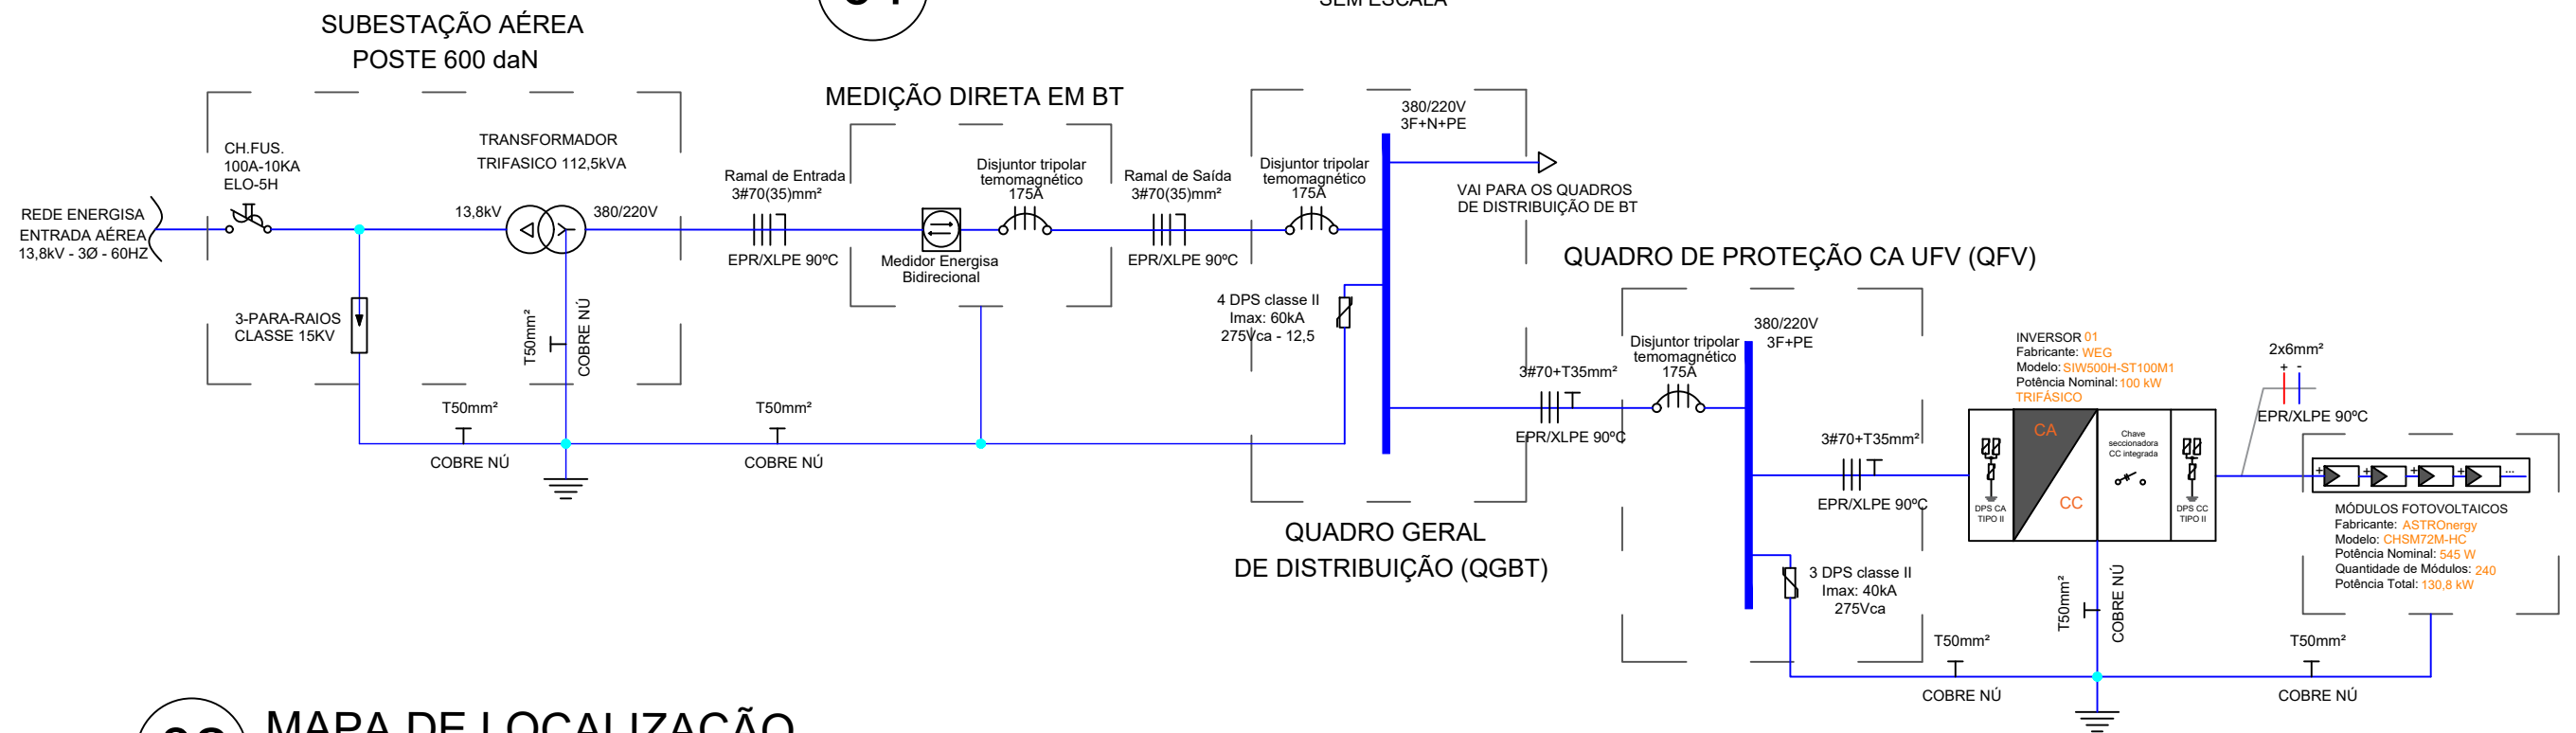 SUBESTAÇÃO AÉREA
POSTE 600 daN
CH.FUS.
100A-10KA
ELO-5H
TRANSFORMADOR
TRIFASICO 112,5kVA
REDE ENERGISA
ENTRADA AÉREA
13,8kV - 3Ø - 60HZ
13,8kV
380/220V
3-PARA-RAIOS
CLASSE 15KV
T50mm²
COBRE NÚ
T50mm²
COBRE NÚ
T50mm²
COBRE NÚ
Ramal de Entrada
3#70(35)mm²
EPR/XLPE 90ºC
MEDIÇÃO DIRETA EM BT
Disjuntor tripolar
temomagnético
175A
Medidor Energisa
Bidirecional
Ramal de Saída
3#70(35)mm²
EPR/XLPE 90ºC
380/220V
3F+N+PE
Disjuntor tripolar
temomagnético
175A
VAI PARA OS QUADROS
DE DISTRIBUIÇÃO DE BT
4 DPS classe II
Imax: 60kA
275Vca - 12,5
QUADRO GERAL
DE DISTRIBUIÇÃO (QGBT)
3#70+T35mm²
EPR/XLPE 90ºC
QUADRO DE PROTEÇÃO CA UFV (QFV)
380/220V
3F+PE
Disjuntor tripolar
temomagnético
175A
3 DPS classe II
Imax: 40kA
275Vca
3#70+T35mm²
EPR/XLPE 90ºC
INVERSOR 01
Fabricante: WEG
Modelo: SIW500H-ST100M1
Potência Nominal: 100 kW
TRIFÁSICO
CA
CC
DPS CA
TIPO II
Chave
seccionadora
CC integrada
DPS CC
TIPO II
2x6mm²
+ -
EPR/XLPE 90ºC
+ + + + ...
MÓDULOS FOTOVOLTAICOS
Fabricante: ASTROnergy
Modelo: CHSM72M-HC
Potência Nominal: 545 W
Quantidade de Módulos: 240
Potência Total: 130,8 kW
T50mm²
COBRE NÚ
T50mm²
COBRE NÚ
T50mm²
COBRE NÚ
SEM ESCALA
MAPA DE LOCALIZAÇÃO